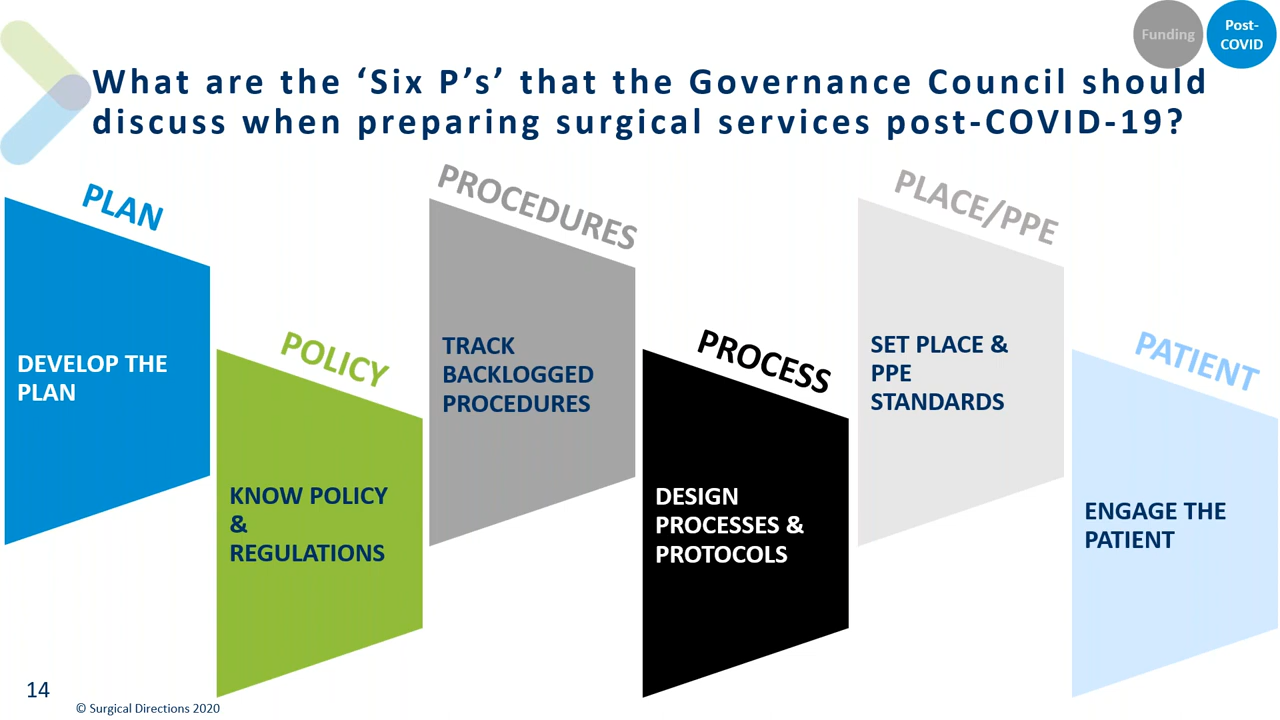 Funding
Post-
COVID
What are the ‘Six P’s’ that the Governance Council should
discuss when preparing surgical services post-COVID-19?
PLAN
DEVELOP THE
PLAN
POLICY
KNOW POLICY
&
REGULATIONS
PROCEDURES
TRACK
BACKLOGGED
PROCEDURES
PROCESS
DESIGN
PROCESSES &
PROTOCOLS
PLACE/PPE
SET PLACE &
PPE
STANDARDS
PATIENT
ENGAGE THE
PATIENT
14
© Surgical Directions 2020